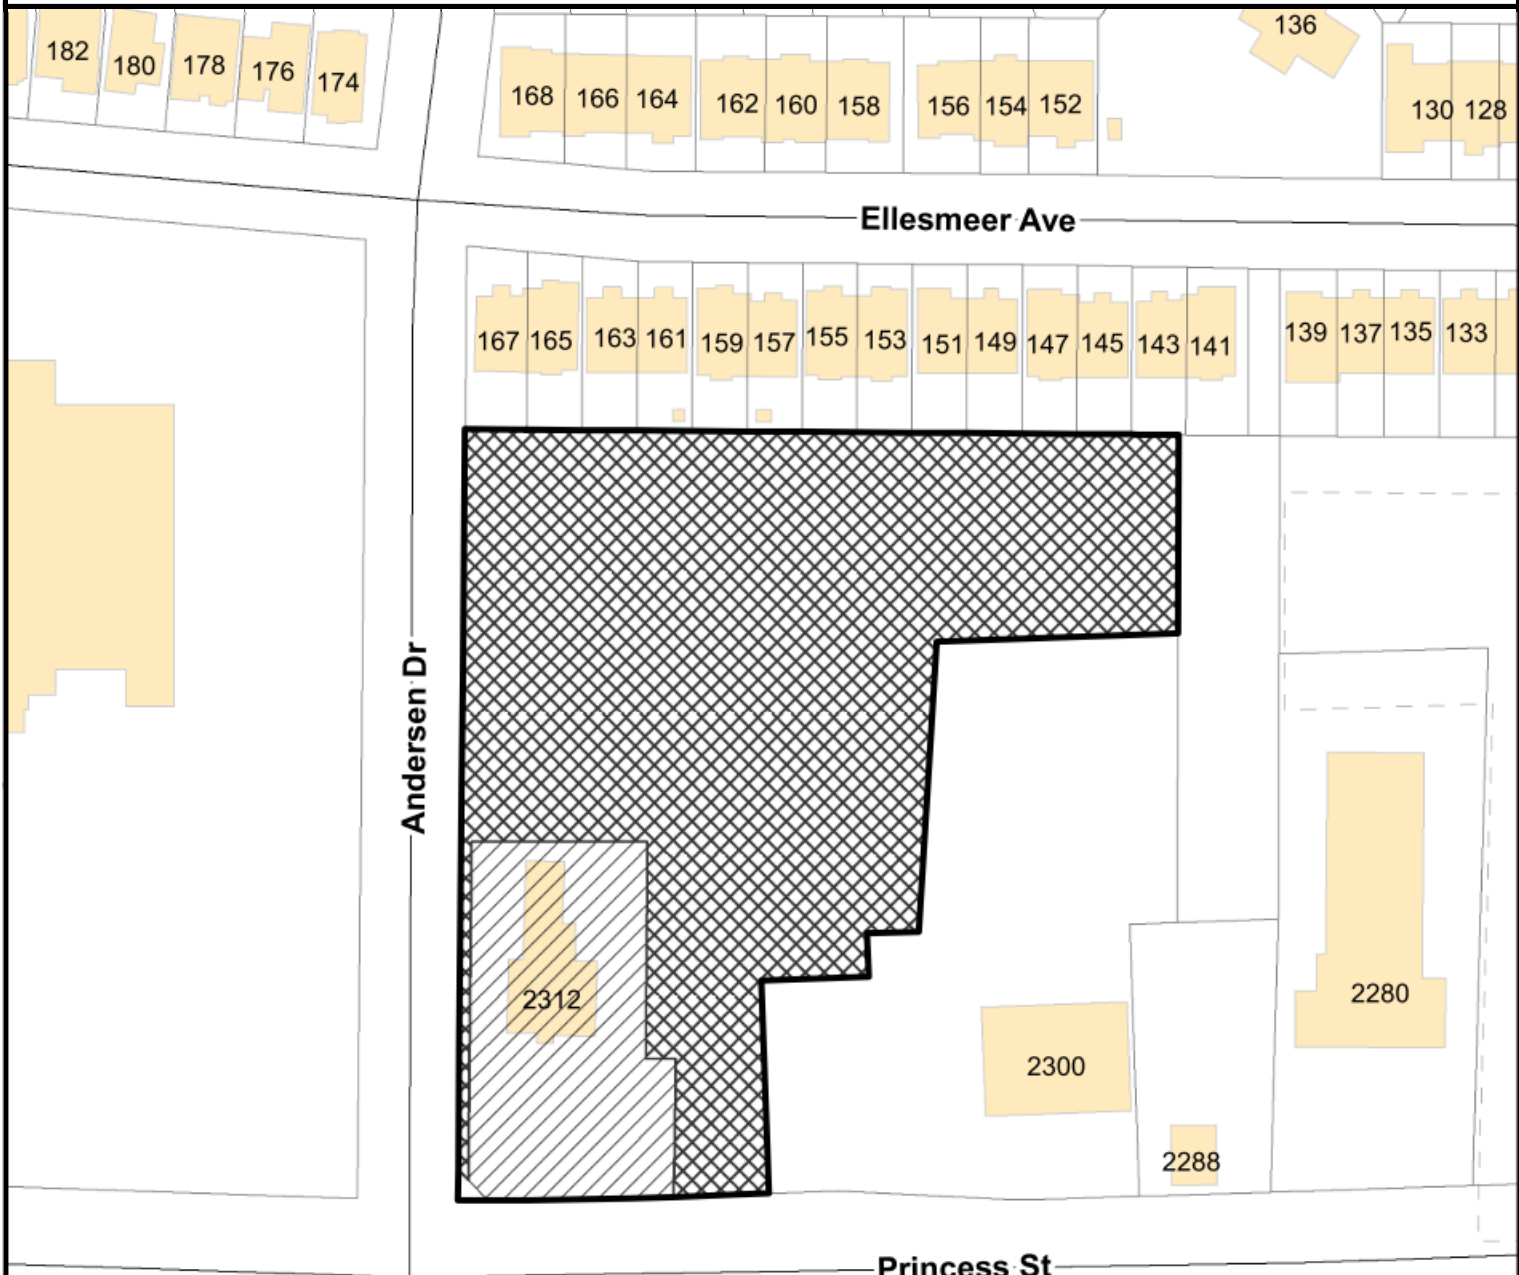 182 180 178 176 174 168 166 164 162 160 158 156 154 152 136 130 128
Ellesmeer Ave
167 165 163 161 159 157 155 153 151 149 147 145 143 141 139 137 135 133
Andersen Dr
2312 2300 2288 2280
Princess St